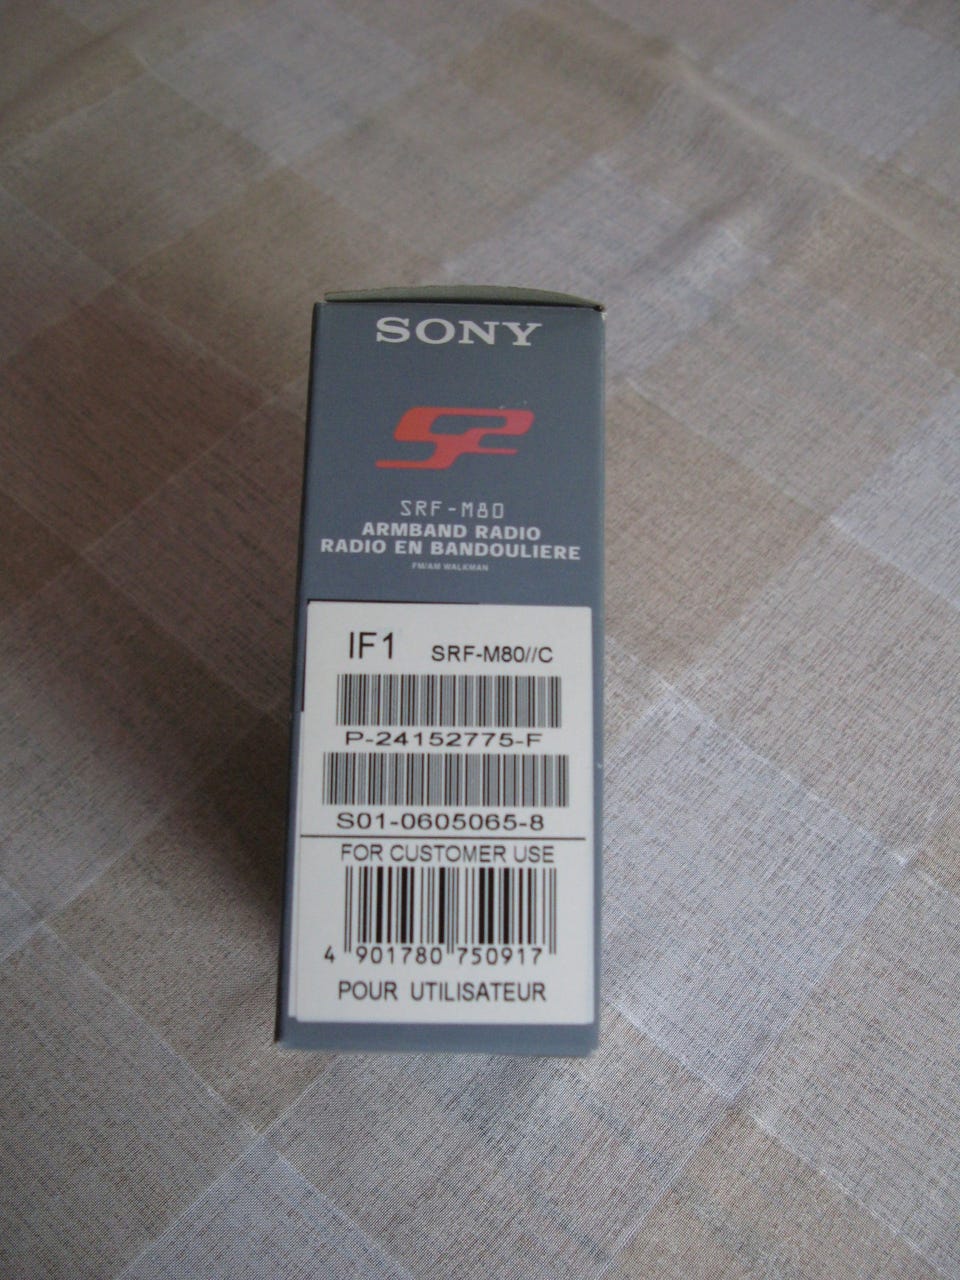 SONY
S2
SRF-M80
ARMBAND RADIO
RADIO EN BANDOULIERE
FM/AM WALKMAN
IF1 SRF-M80//C
P-24152775-F
S01-0605065-8
FOR CUSTOMER USE
4 901780 750917
POUR UTILISATEUR